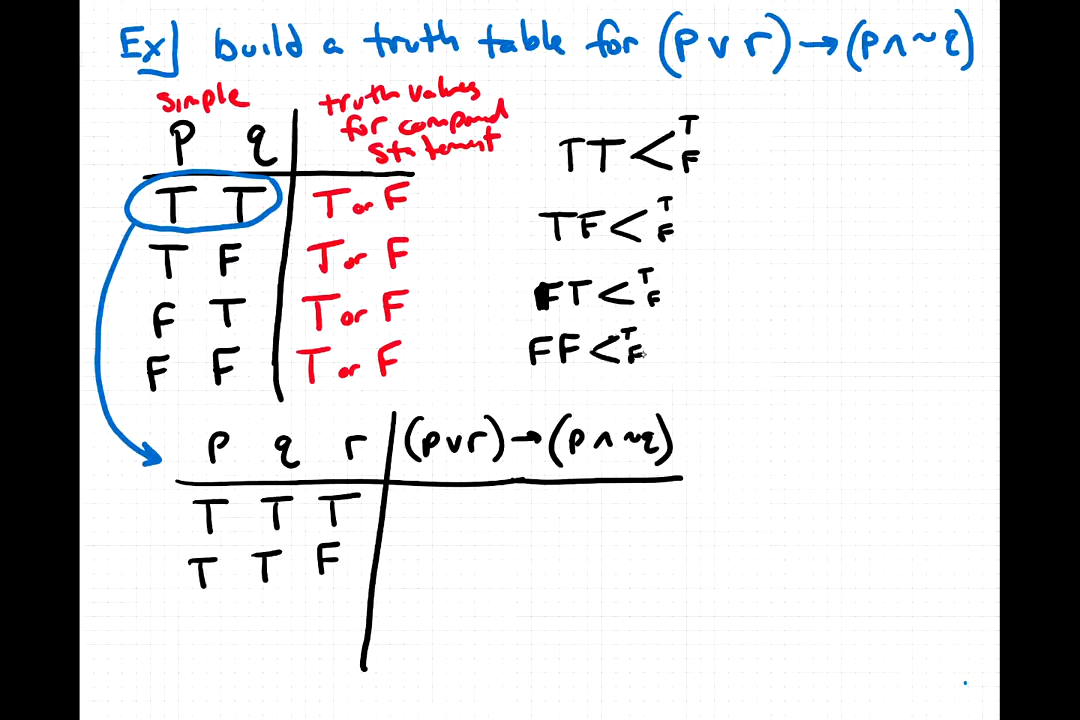 Ex] build a truth table for (p ∨ r) → (p ∧ ~q)
simple
truth values
for compound
statement
p q
T T T or F
T F T or F
F T T or F
F F T or F
TT < T F
TF < T F
FT < T F
FF < T F
p q r (p∨r) → (p ∧ ~q)
T T T
T T F